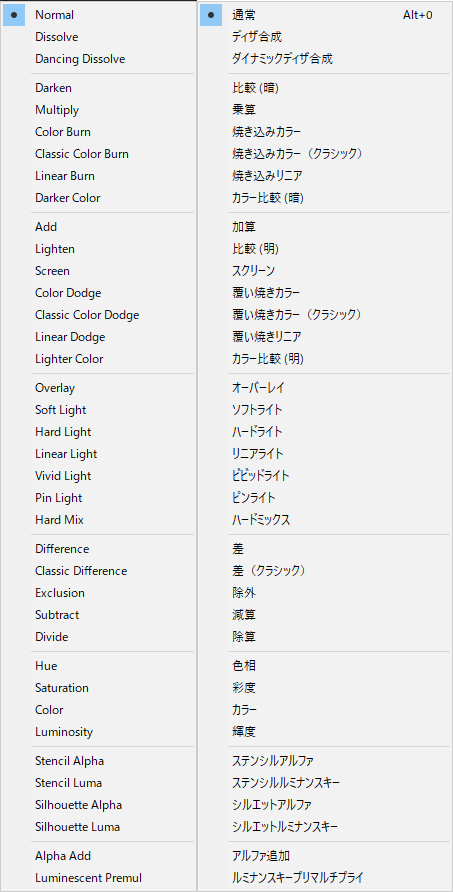 Normal
Dissolve
Dancing Dissolve
Darken
Multiply
Color Burn
Classic Color Burn
Linear Burn
Darker Color
Add
Lighten
Screen
Color Dodge
Classic Color Dodge
Linear Dodge
Lighter Color
Overlay
Soft Light
Hard Light
Linear Light
Vivid Light
Pin Light
Hard Mix
Difference
Classic Difference
Exclusion
Subtract
Divide
Hue
Saturation
Color
Luminosity
Stencil Alpha
Stencil Luma
Silhouette Alpha
Silhouette Luma
Alpha Add
Luminescent Premul
通常 Alt+0
ディザ合成
ダイナミックディザ合成
比較 (暗)
乗算
焼き込みカラー
焼き込みカラー（クラシック）
焼き込みリニア
カラー比較 (暗)
加算
比較 (明)
スクリーン
覆い焼きカラー
覆い焼きカラー（クラシック）
覆い焼きリニア
カラー比較 (明)
オーバーレイ
ソフトライト
ハードライト
リニアライト
ビビッドライト
ピンライト
ハードミックス
差
差（クラシック）
除外
減算
除算
色相
彩度
カラー
輝度
ステンシルアルファ
ステンシルルミナンスキー
シルエットアルファ
シルエットルミナンスキー
アルファ追加
ルミナンスキープリマルチプライ